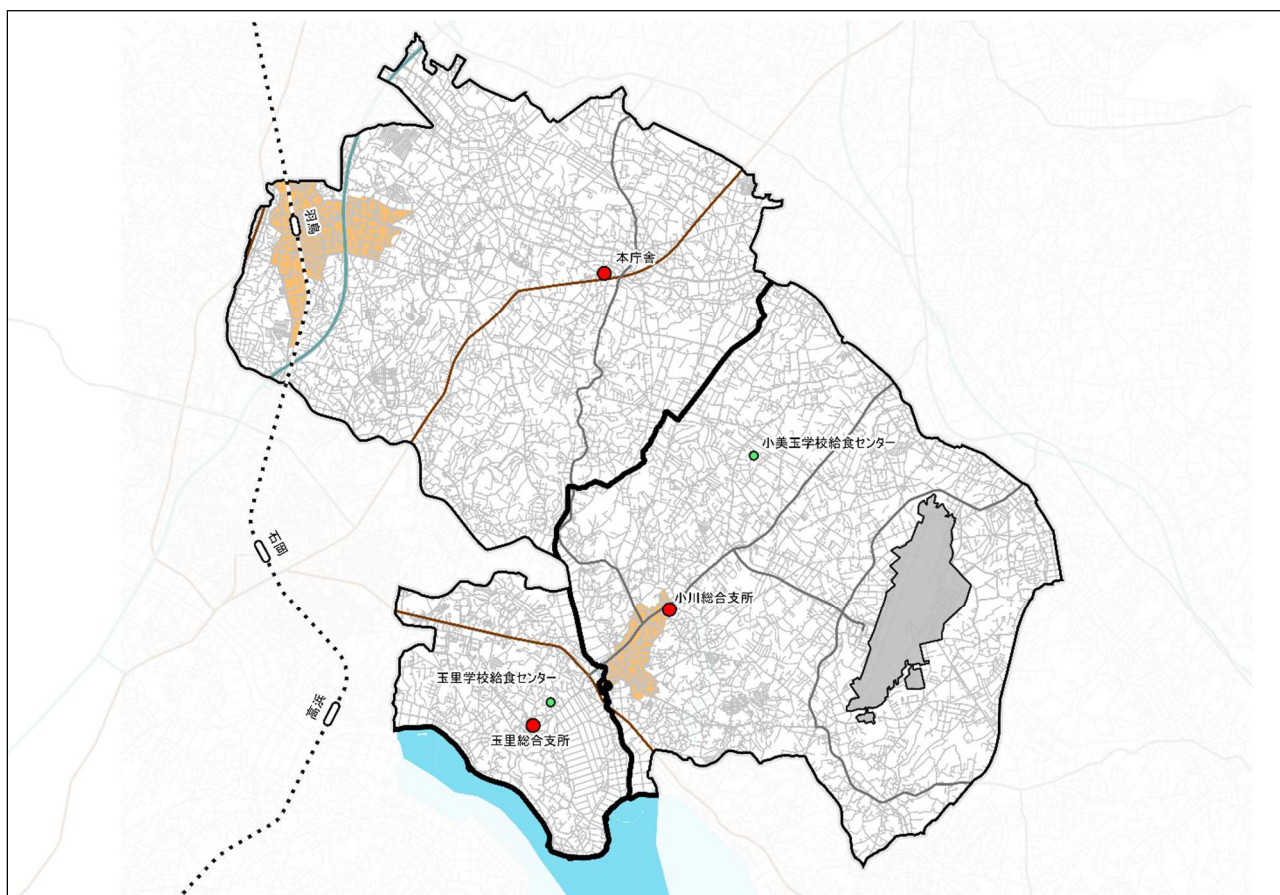 羽鳥
本庁舎
小美玉学校給食センター
石岡
小川総合支所
玉里学校給食センター
高浜
玉里総合支所